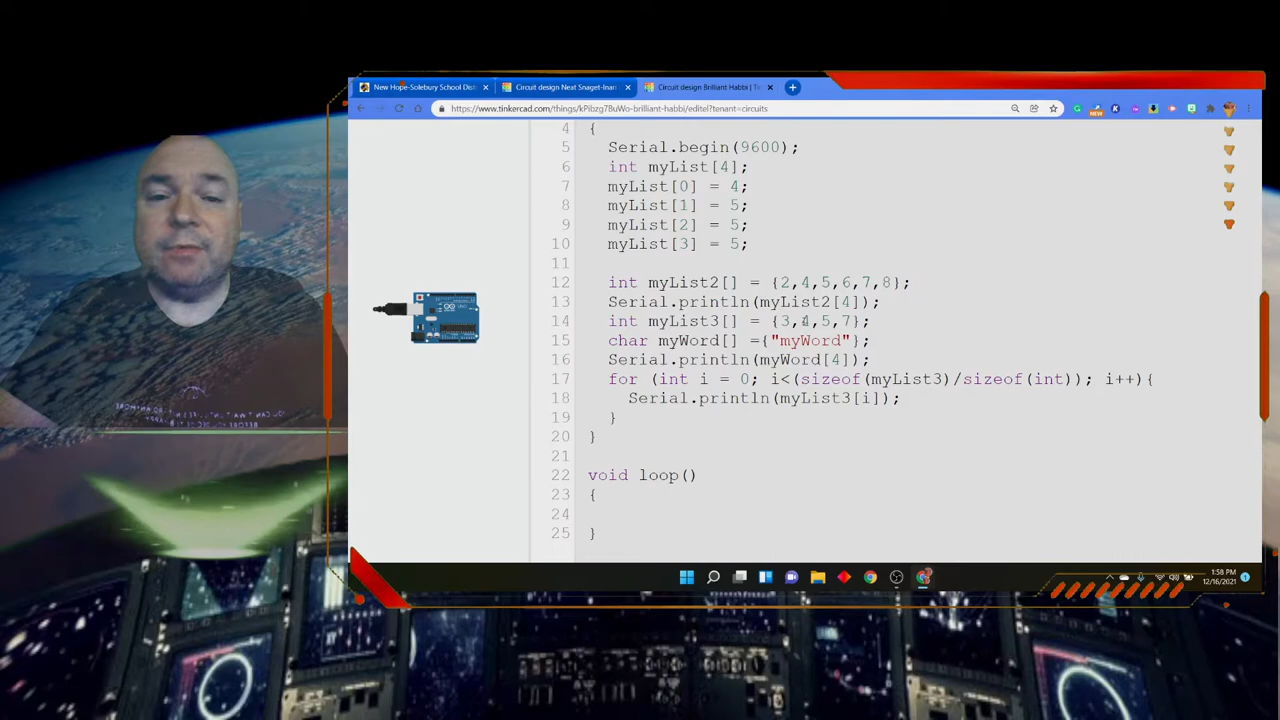 New Hope-Solebury School Dist
Circuit design Neat Snaget-Inar
Circuit design Brilliant Habbi | Ti
https://www.tinkercad.com/things/kPibzg7BuWo-brilliant-habbi/editel?tenant=circuits
NEW
4 {
5 Serial.begin(9600);
6 int myList[4];
7 myList[0] = 4;
8 myList[1] = 5;
9 myList[2] = 5;
10 myList[3] = 5;
11
12 int myList2[] = {2,4,5,6,7,8};
13 Serial.println(myList2[4]);
14 int myList3[] = {3,4,5,7};
15 char myWord[] ={"myWord"};
16 Serial.println(myWord[4]);
17 for (int i = 0; i<(sizeof(myList3)/sizeof(int)); i++){
18 Serial.println(myList3[i]);
19 }
20 }
21
22 void loop()
23 {
24
25 }
1:58 PM
12/16/2021